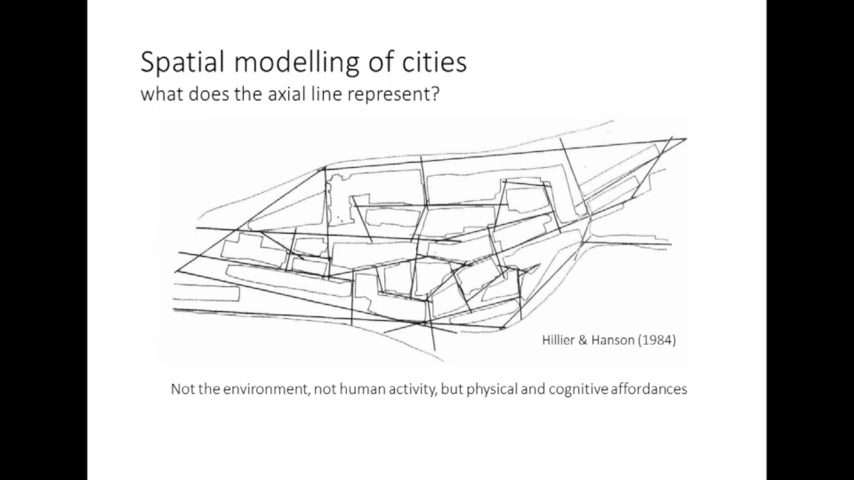 Spatial modelling of cities
what does the axial line represent?
Hillier & Hanson (1984)
Not the environment, not human activity, but physical and cognitive affordances